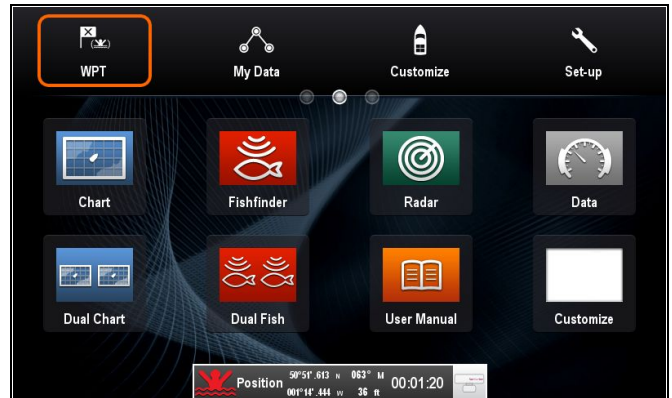 WPT
My Data
Customize
Set-up
Chart
Fishfinder
Radar
Data
Dual Chart
Dual Fish
User Manual
Customize
Position 50°51'.613 N 063° M 00:01:20
001°14'.444 W 36 ft